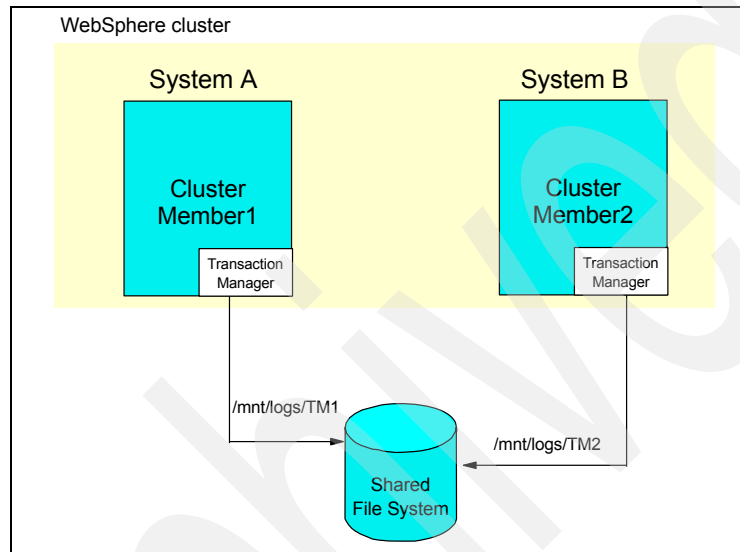 WebSphere cluster
System A
System B
Cluster
Member1
Cluster
Member2
Transaction
Manager
Transaction
Manager
/mnt/logs/TM1
/mnt/logs/TM2
Shared
File System